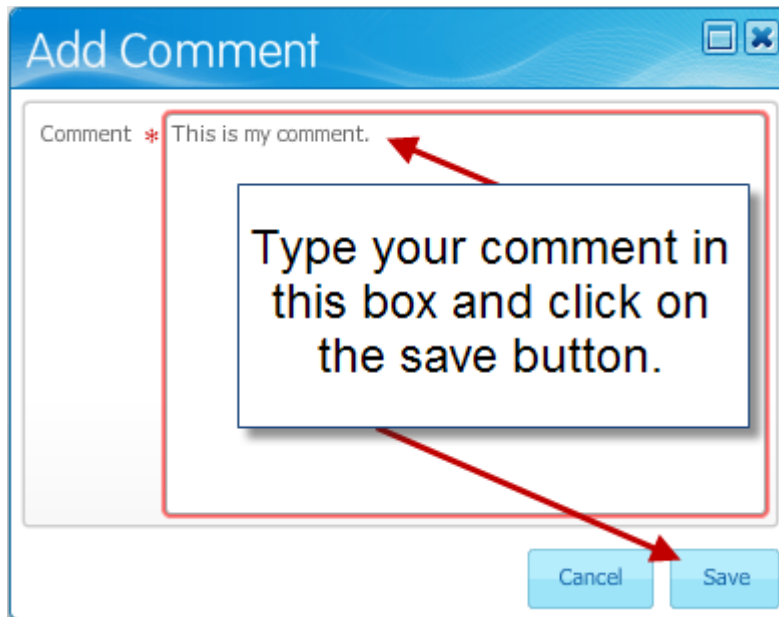 Add Comment
Comment * This is my comment.
Type your comment in
this box and click on
the save button.
Cancel Save